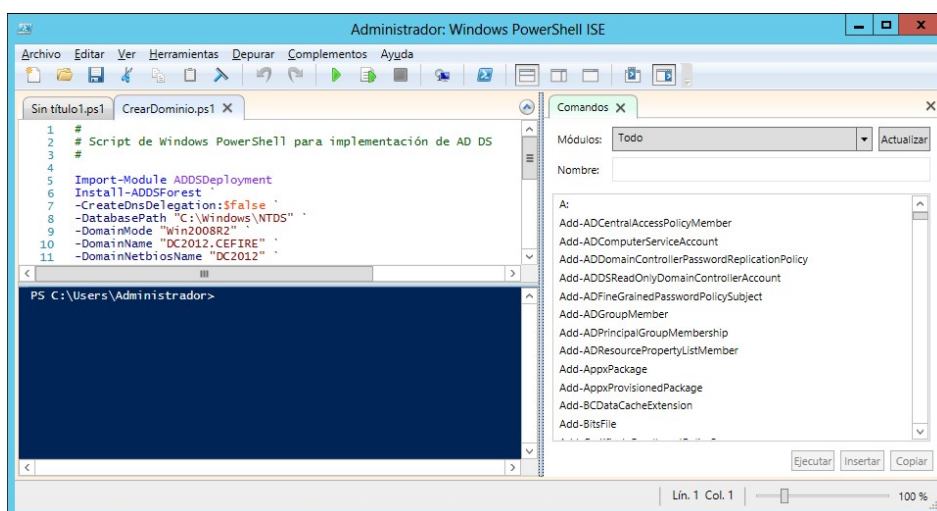 Administrador: Windows PowerShell ISE
Archivo Editar Ver Herramientas Depurar Complementos Ayuda
Sin título1.ps1 CrearDominio.ps1 X
1 #
2 # Script de Windows PowerShell para implementación de AD DS
3 #
4
5 Import-Module ADDSDeployment
6 Install-ADDSForest `
7 -CreateDnsDelegation:$false `
8 -DatabasePath "C:\Windows\NTDS" `
9 -DomainMode "Win2008R2" `
10 -DomainName "DC2012.CEFIRE" `
11 -DomainNetbiosName "DC2012" `
PS C:\Users\Administrador>
Comandos X
Módulos: Todo Actualizar
Nombre:
A:
Add-ADCentralAccessPolicyMember
Add-ADComputerServiceAccount
Add-ADDomainControllerPasswordReplicationPolicy
Add-ADDSReadOnlyDomainControllerAccount
Add-ADFineGrainedPasswordPolicySubject
Add-ADGroupMember
Add-ADPrincipalGroupMembership
Add-ADResourcePropertyListMember
Add-AppxPackage
Add-AppxProvisionedPackage
Add-BCDataCacheExtension
Add-BitsFile
Ejecutar Insertar Copiar
Lín. 1 Col. 1 100 %